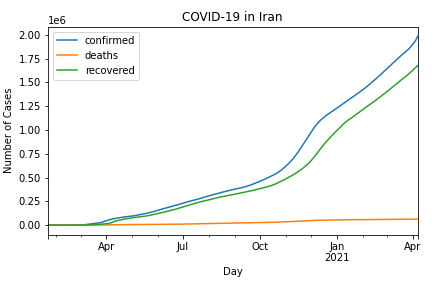 COVID-19 in Iran
1e6
confirmed
deaths
recovered
2.00
1.75
1.50
1.25
1.00
0.75
0.50
0.25
0.00
Number of Cases
Apr
Jul
Oct
Jan
2021
Apr
Day